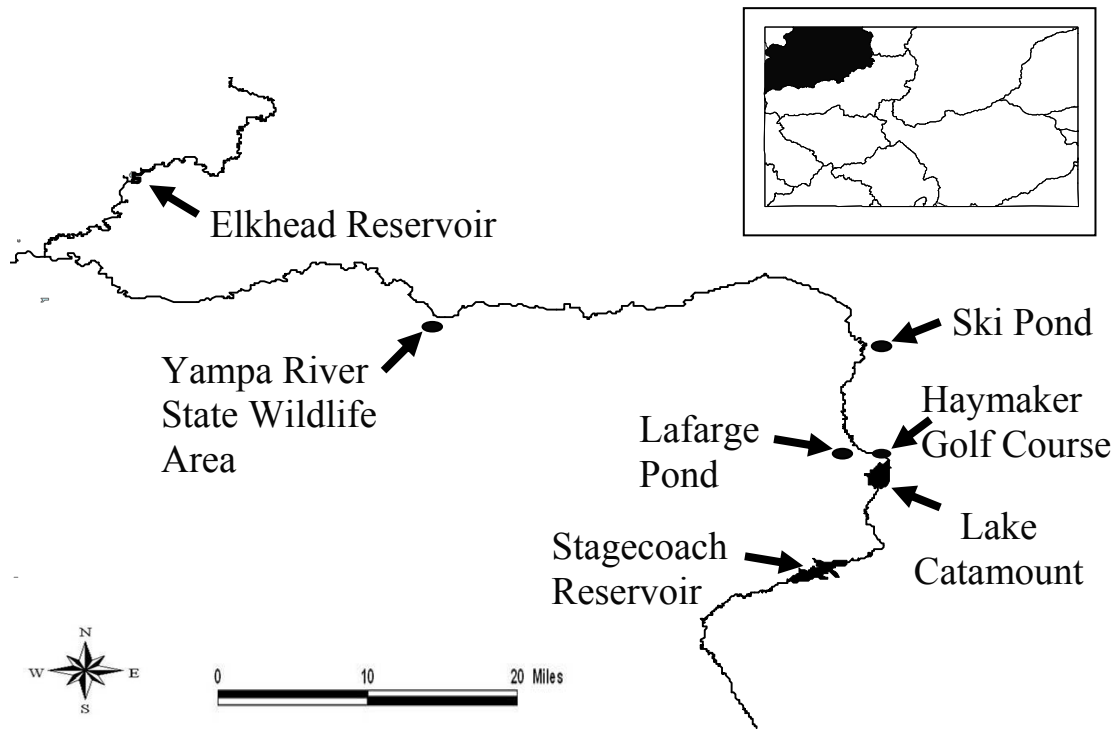 Elkhead Reservoir
Ski Pond
Yampa River
State Wildlife
Area
Haymaker
Golf Course
Lafarge
Pond
Lake
Catamount
Stagecoach
Reservoir
N
W E
S
0 10 20 Miles